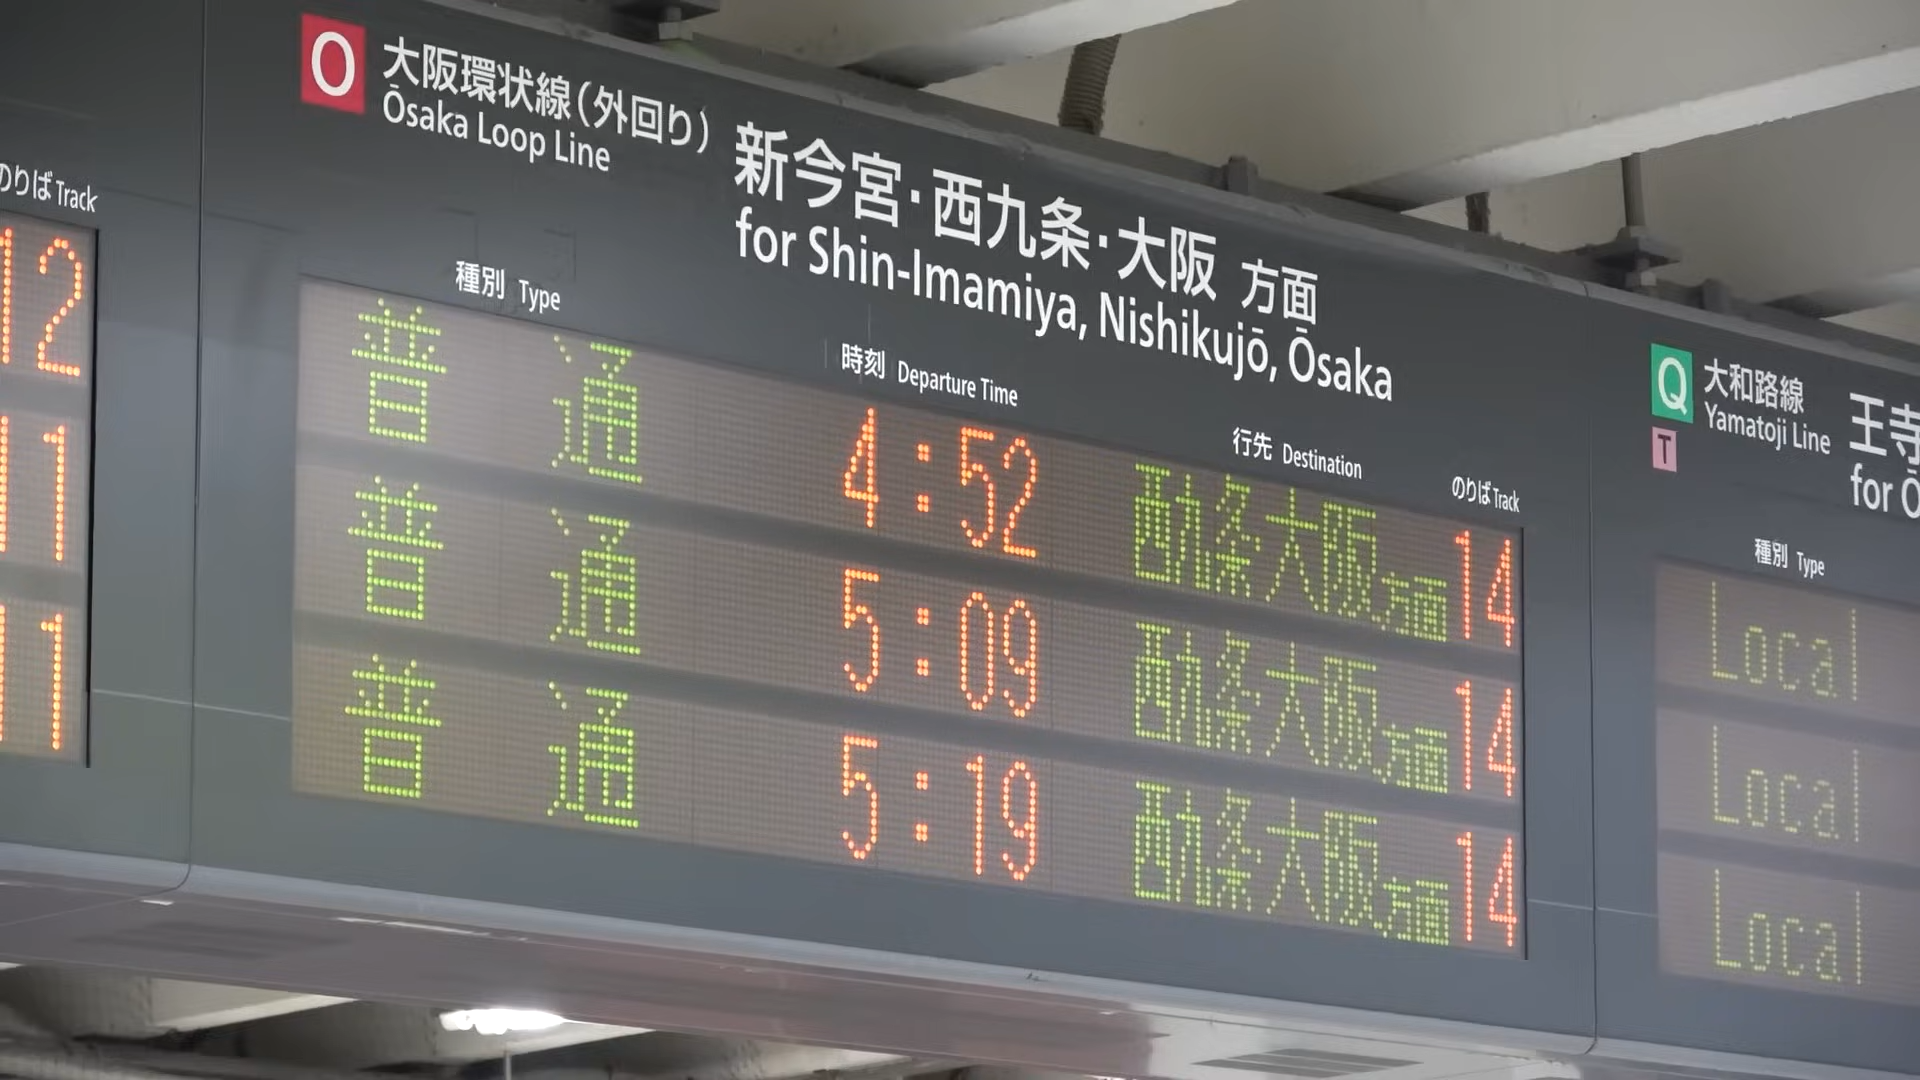 のりば Track
12
11
11
O 大阪環状線(外回り)
Ōsaka Loop Line
新今宮・西九条・大阪 方面
for Shin-Imamiya, Nishikujō, Ōsaka
種別 Type 時刻 Departure Time 行先 Destination のりば Track
普通 4:52 西九条大阪方面 14
普通 5:09 西九条大阪方面 14
普通 5:19 西九条大阪方面 14
Q 大和路線
T Yamatoji Line
王寺
for
種別 Type
Local
Local
Local